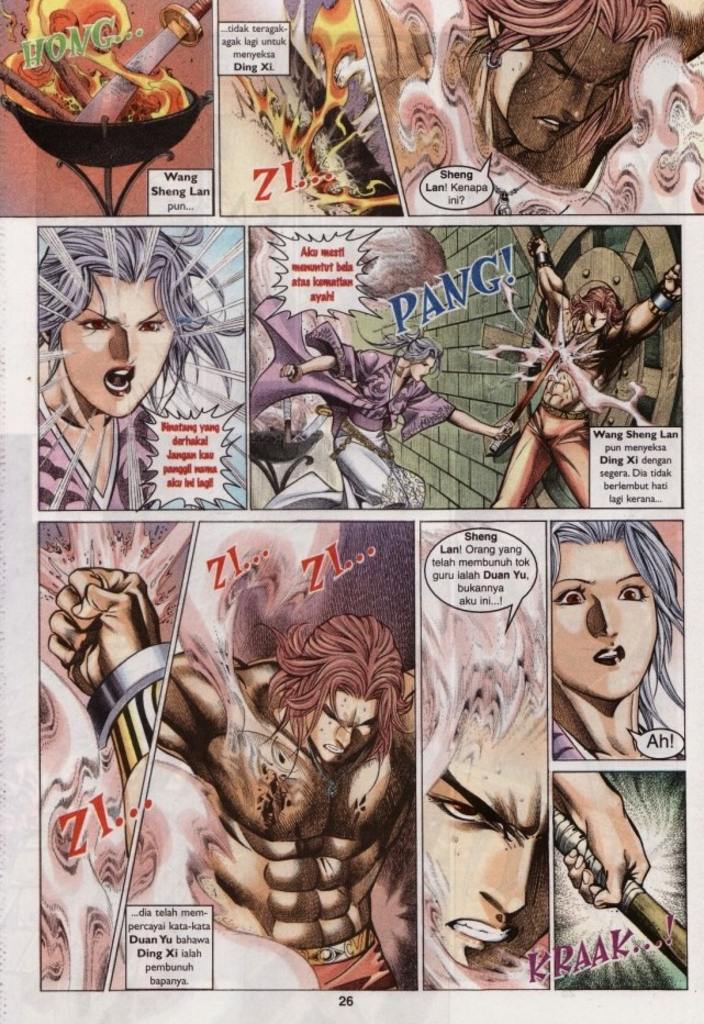 HONG...
Wang
Sheng Lan
pun...
...tidak teragak-
agak lagi untuk
menyeksa
Ding Xi.
ZI...
Sheng
Lan! Kenapa
ini?
Binatang yang
derhaka!
Jangan kau
panggil nama
aku ini lagi!
Aku mesti
menuntut bela
atas kematian
ayah!
PANG!
Wang Sheng Lan
pun menyeksa
Ding Xi dengan
segera. Dia tidak
berlembut hati
lagi kerana...
ZI...
ZI...
ZI...
...dia telah mem-
percayai kata-kata
Duan Yu bahawa
Ding Xi ialah
pembunuh
bapanya.
Sheng
Lan! Orang yang
telah membunuh tok
guru ialah Duan Yu,
bukannya
aku ini...!
Ah!
KRAAK...!
26